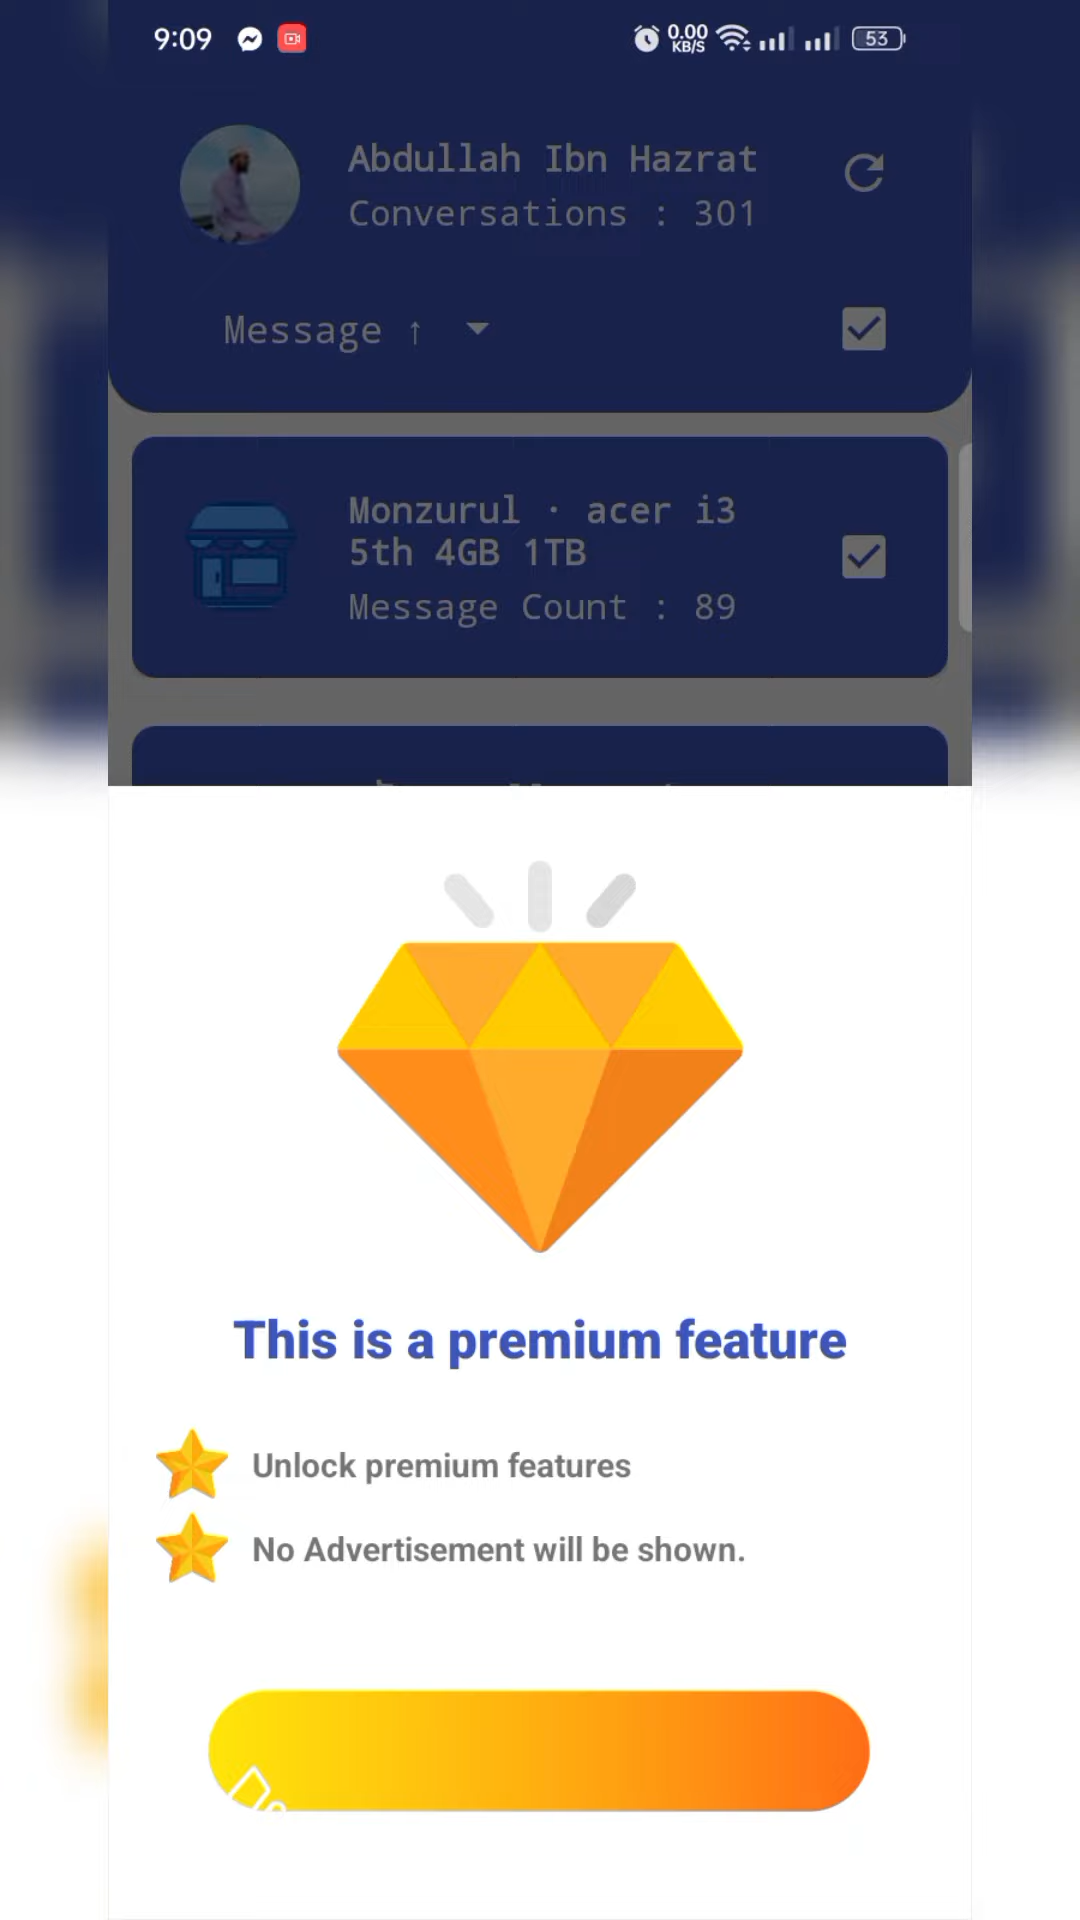 9:09
0.00
KB/S
53
Abdullah Ibn Hazrat
Conversations : 301
Message ↑
Monzurul · acer i3
5th 4GB 1TB
Message Count : 89
This is a premium feature
Unlock premium features
No Advertisement will be shown.